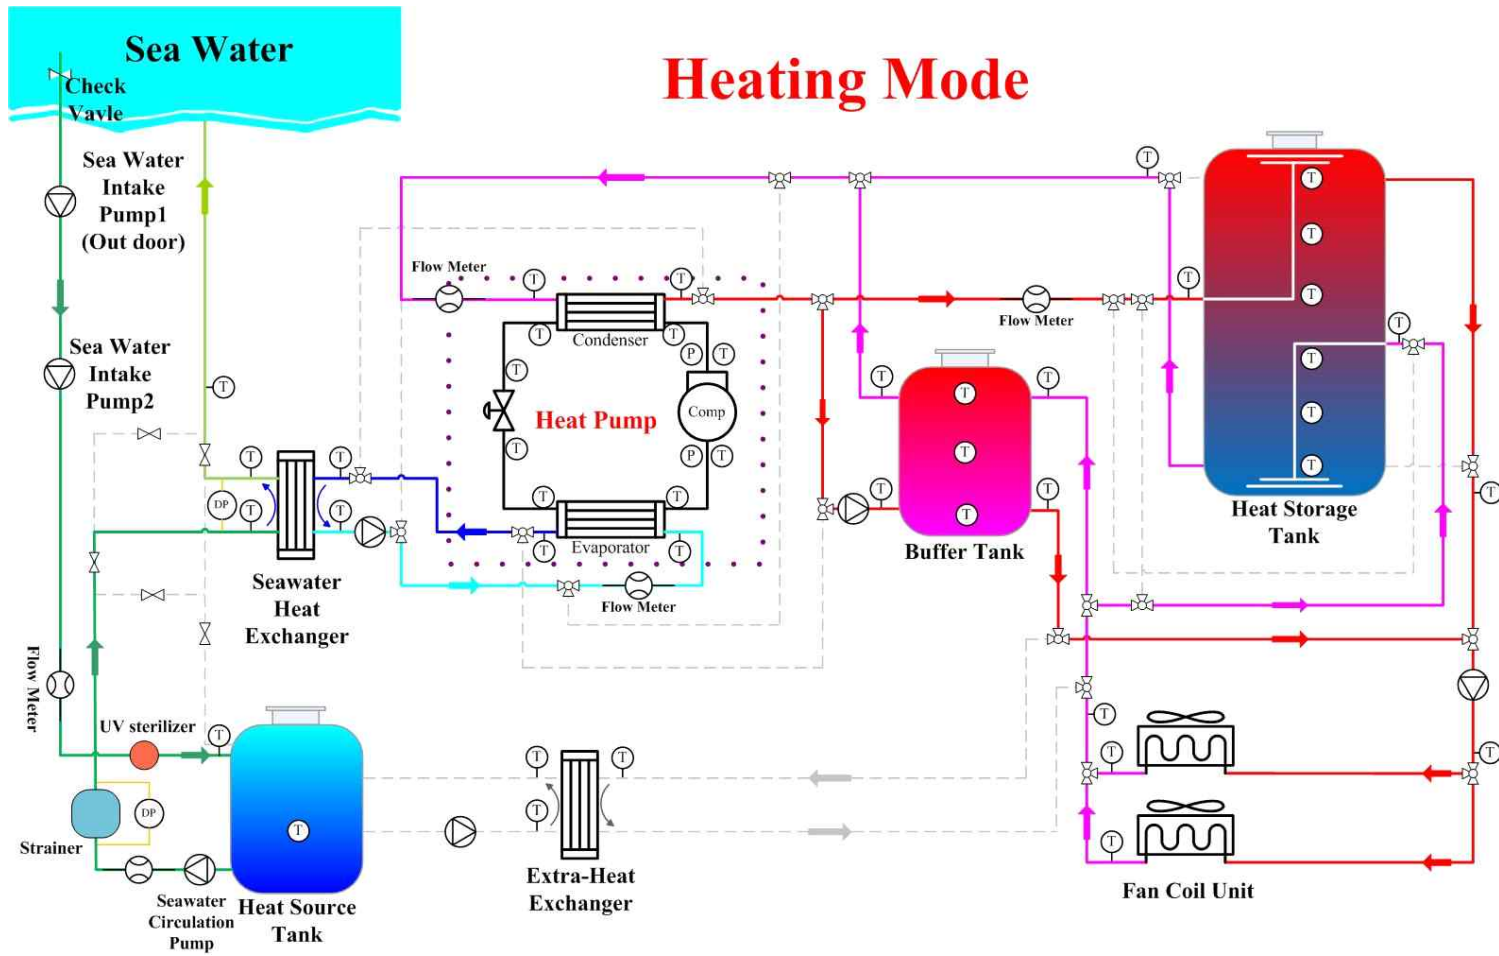 Sea Water
Heating Mode
Check
Vavle
Sea Water
Intake
Pump1
(Out door)
Sea Water
Intake
Pump2
Flow Meter
T
T
T
T
Flow Meter
T
T
T
T
T
T
T
T
Condenser
P
T
T
Comp
Heat Pump
T
P
T
T
T
T
T
Evaporator
Flow Meter
T
T
T
T
T
DP
Seawater
Heat
Exchanger
T
T
T
T
T
T
T
Buffer Tank
T
T
Heat Storage
Tank
Flow Meter
UV sterilizer
T
DP
Strainer
T
Seawater
Circulation
Pump
Heat Source
Tank
T
T
T
Extra-Heat
Exchanger
T
T
T
T
Fan Coil Unit